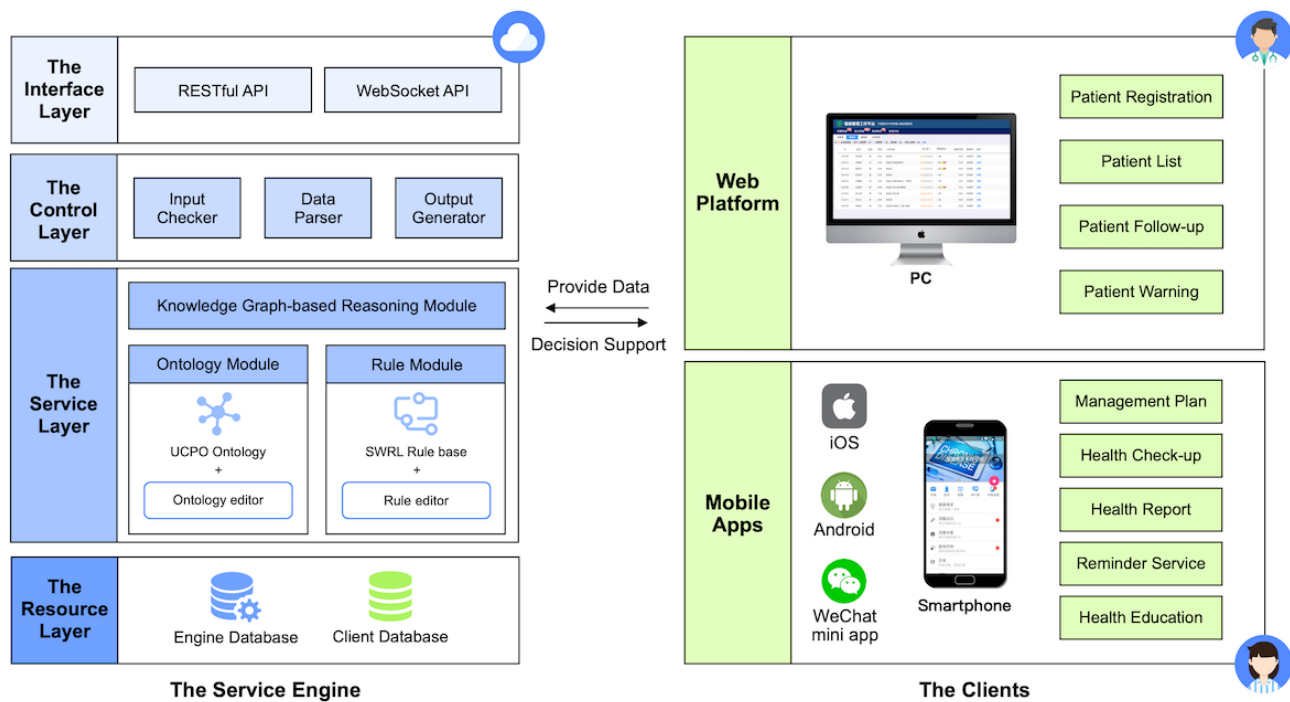 The
Interface
Layer
RESTful API
WebSocket API
The
Control
Layer
Input
Checker
Data
Parser
Output
Generator
The
Service
Layer
Knowledge Graph-based Reasoning Module
Ontology Module
UCPO Ontology
+
Ontology editor
Rule Module
SWRL Rule base
+
Rule editor
The
Resource
Layer
Engine Database
Client Database
The Service Engine
Provide Data
Decision Support
Web
Platform
PC
Patient Registration
Patient List
Patient Follow-up
Patient Warning
Mobile
Apps
iOS
Android
WeChat
mini app
Smartphone
Management Plan
Health Check-up
Health Report
Reminder Service
Health Education
The Clients